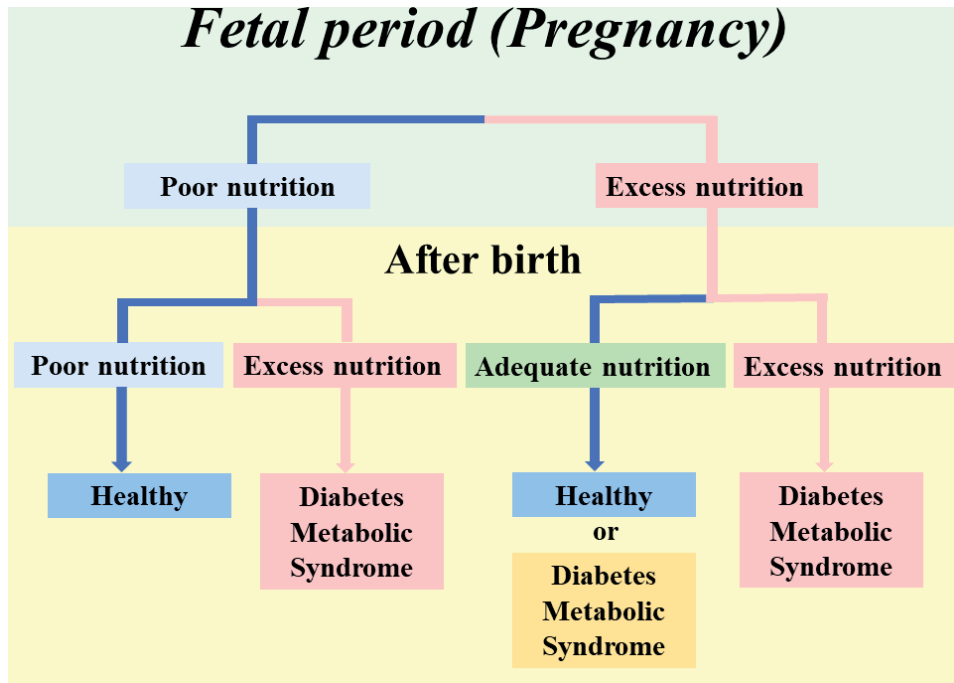 Fetal period (Pregnancy)
Poor nutrition
Excess nutrition
After birth
Poor nutrition
Excess nutrition
Adequate nutrition
Excess nutrition
Healthy
Diabetes
Metabolic
Syndrome
Healthy
or
Diabetes
Metabolic
Syndrome
Diabetes
Metabolic
Syndrome